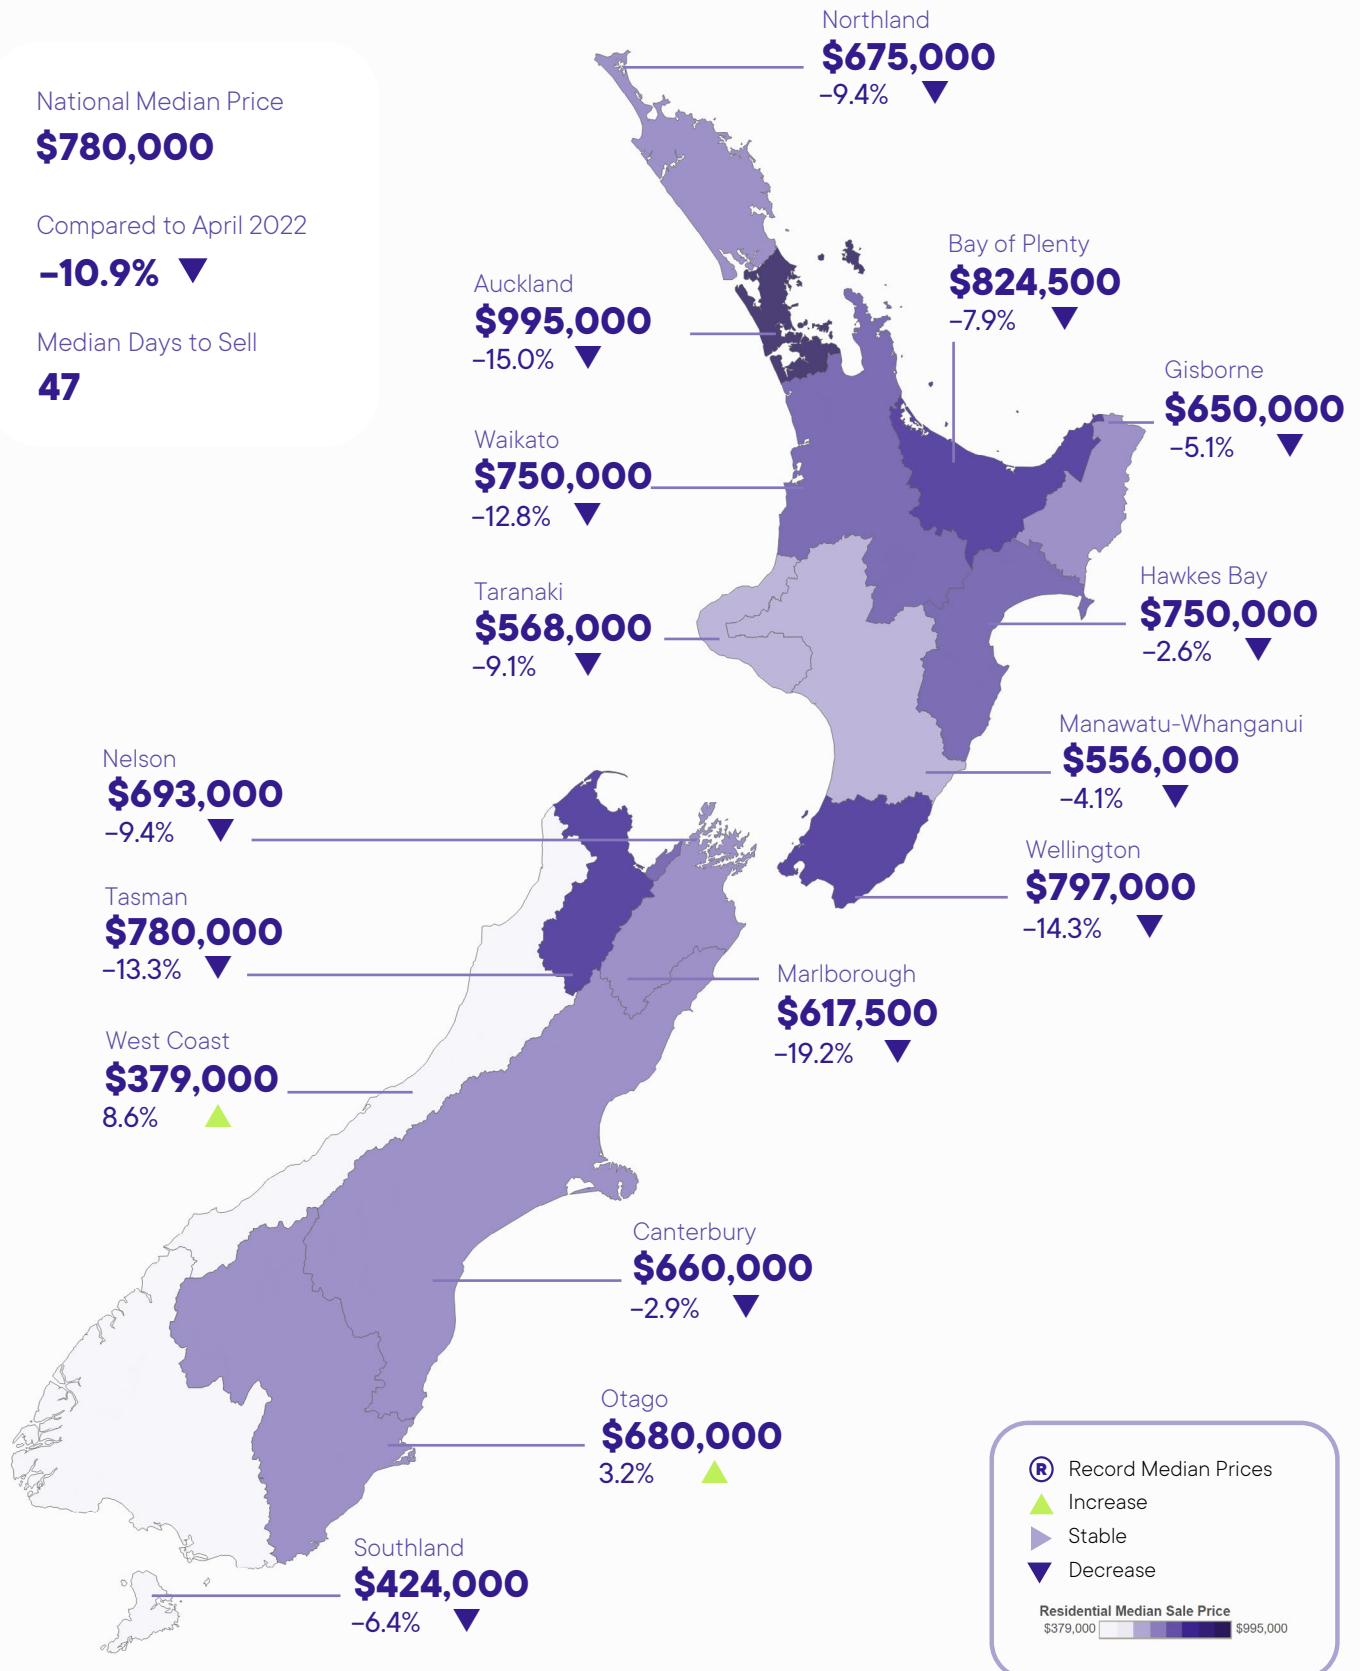 National Median Price
$780,000
Compared to April 2022
-10.9%
Median Days to Sell
47
Northland
$675,000
-9.4%
Auckland
$995,000
-15.0%
Bay of Plenty
$824,500
-7.9%
Gisborne
$650,000
-5.1%
Waikato
$750,000
-12.8%
Taranaki
$568,000
-9.1%
Hawkes Bay
$750,000
-2.6%
Manawatu-Whanganui
$556,000
-4.1%
Nelson
$693,000
-9.4%
Wellington
$797,000
-14.3%
Tasman
$780,000
-13.3%
Marlborough
$617,500
-19.2%
West Coast
$379,000
8.6%
Canterbury
$660,000
-2.9%
Otago
$680,000
3.2%
Southland
$424,000
-6.4%
R Record Median Prices
Increase
Stable
Decrease
Residential Median Sale Price
$379,000 $995,000